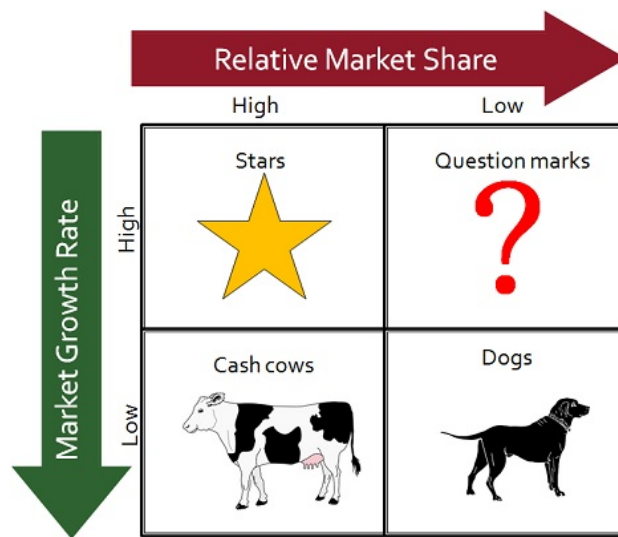 Relative Market Share
High
Low
Market Growth Rate
High
Stars
Question marks
?
Low
Cash cows
Dogs